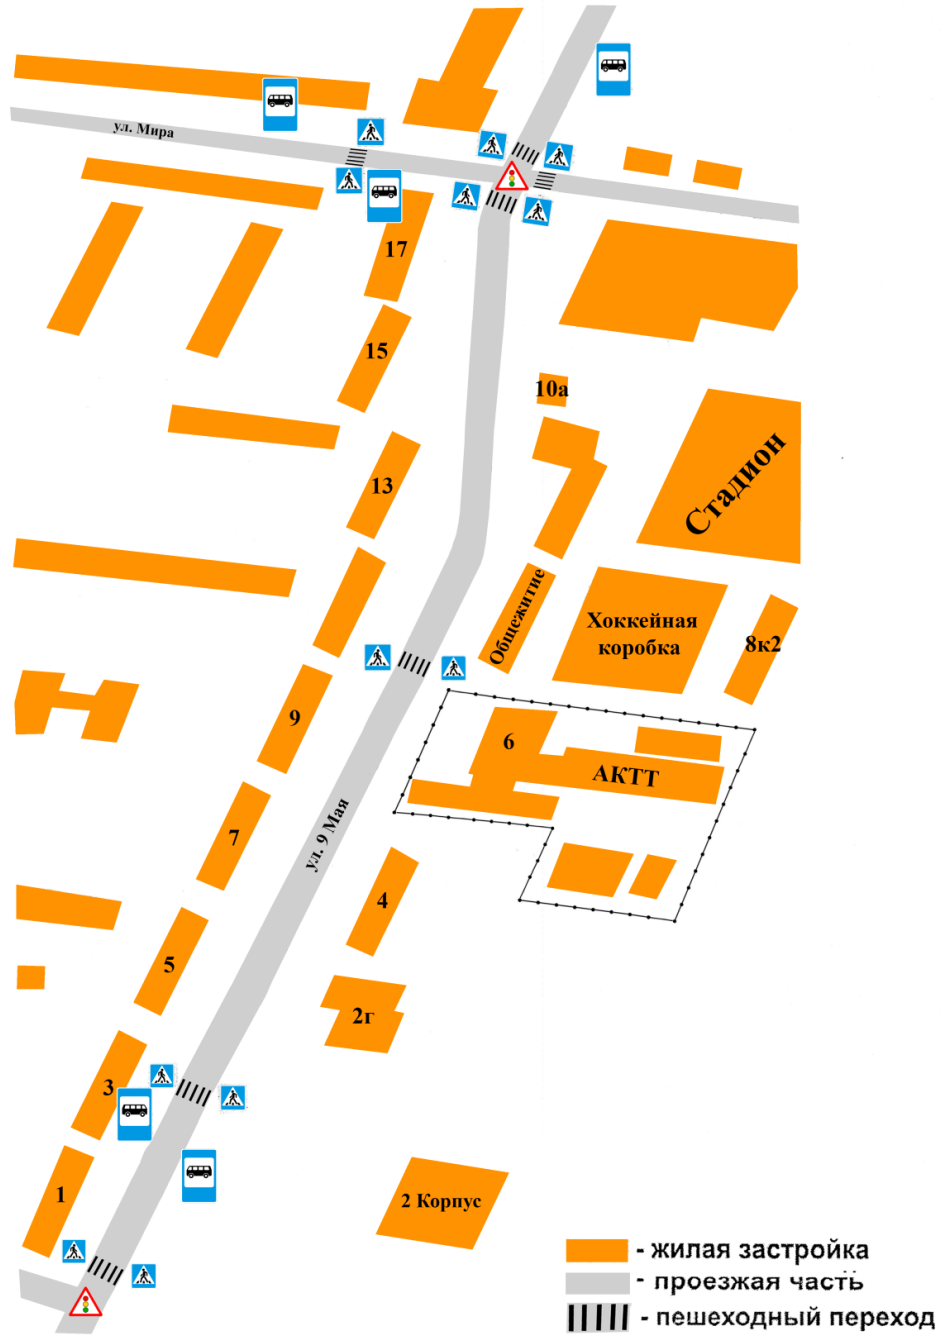 ул. Мира
17
15
10а
Стадион
13
Общежитие
Хоккейная
коробка
8к2
9
6
АКТТ
7
ул. 9 Мая
4
5
2г
3
1
2 Корпус
- жилая застройка
- проезжая часть
- пешеходный переход